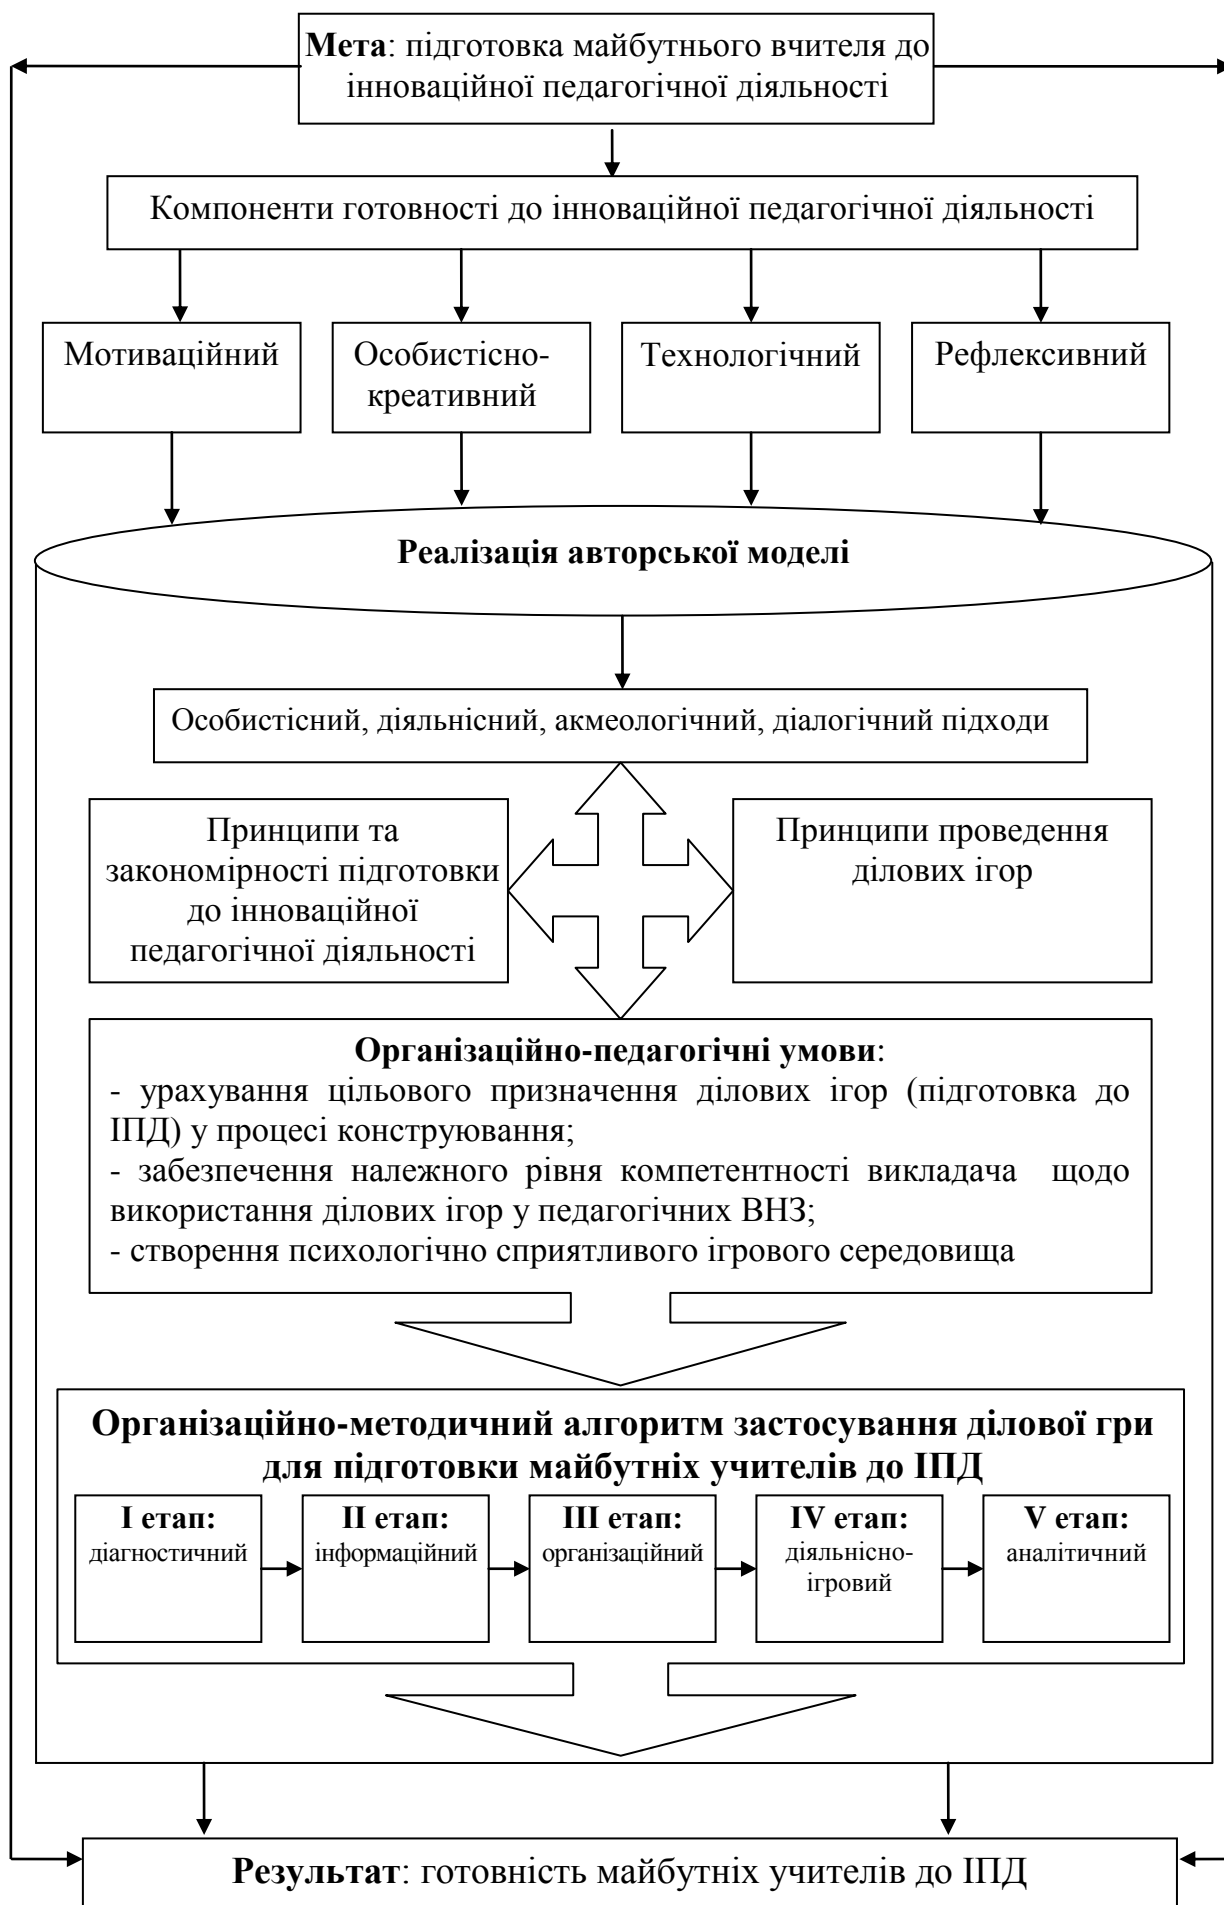 Мета: підготовка майбутнього вчителя до
інноваційної педагогічної діяльності
Компоненти готовності до інноваційної педагогічної діяльності
Мотиваційний
Особистісно-
креативний
Технологічний
Рефлексивний
Реалізація авторської моделі
Особистісний, діяльнісний, акмеологічний, діалогічний підходи
Принципи та
закономірності підготовки
до інноваційної
педагогічної діяльності
Принципи проведення
ділових ігор
Організаційно-педагогічні умови:
- урахування цільового призначення ділових ігор (підготовка до
ІПД) у процесі конструювання;
- забезпечення належного рівня компетентності викладача щодо
використання ділових ігор у педагогічних ВНЗ;
- створення психологічно сприятливого ігрового середовища
Організаційно-методичний алгоритм застосування ділової гри
для підготовки майбутніх учителів до ІПД
І етап:
діагностичний
ІІ етап:
інформаційний
ІІІ етап:
організаційний
IV етап:
діяльнісно-
ігровий
V етап:
аналітичний
Результат: готовність майбутніх учителів до ІПД